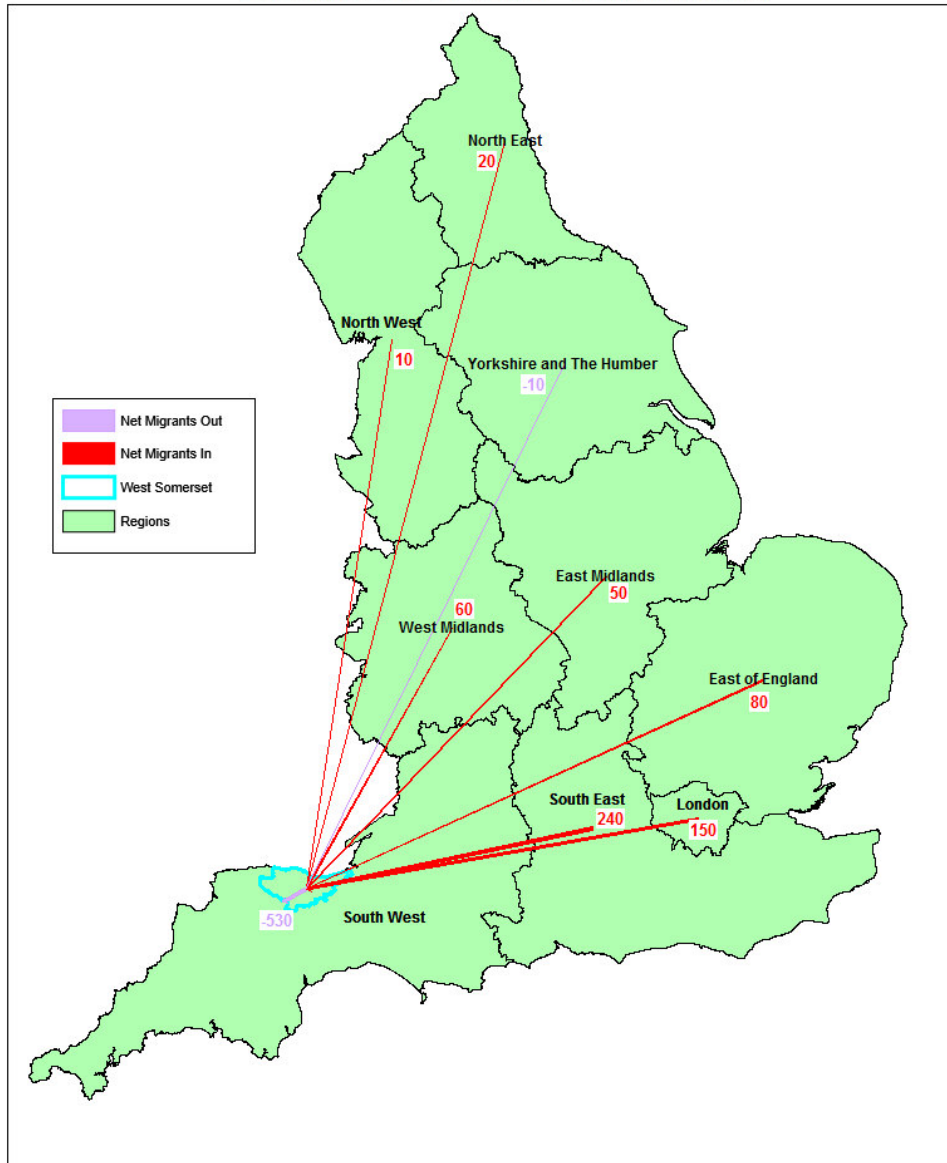 North East
20
North West
10
Yorkshire and The Humber
-10
Net Migrants Out
Net Migrants In
West Somerset
Regions
East Midlands
50
60
West Midlands
East of England
80
South East
240
London
150
-530
South West